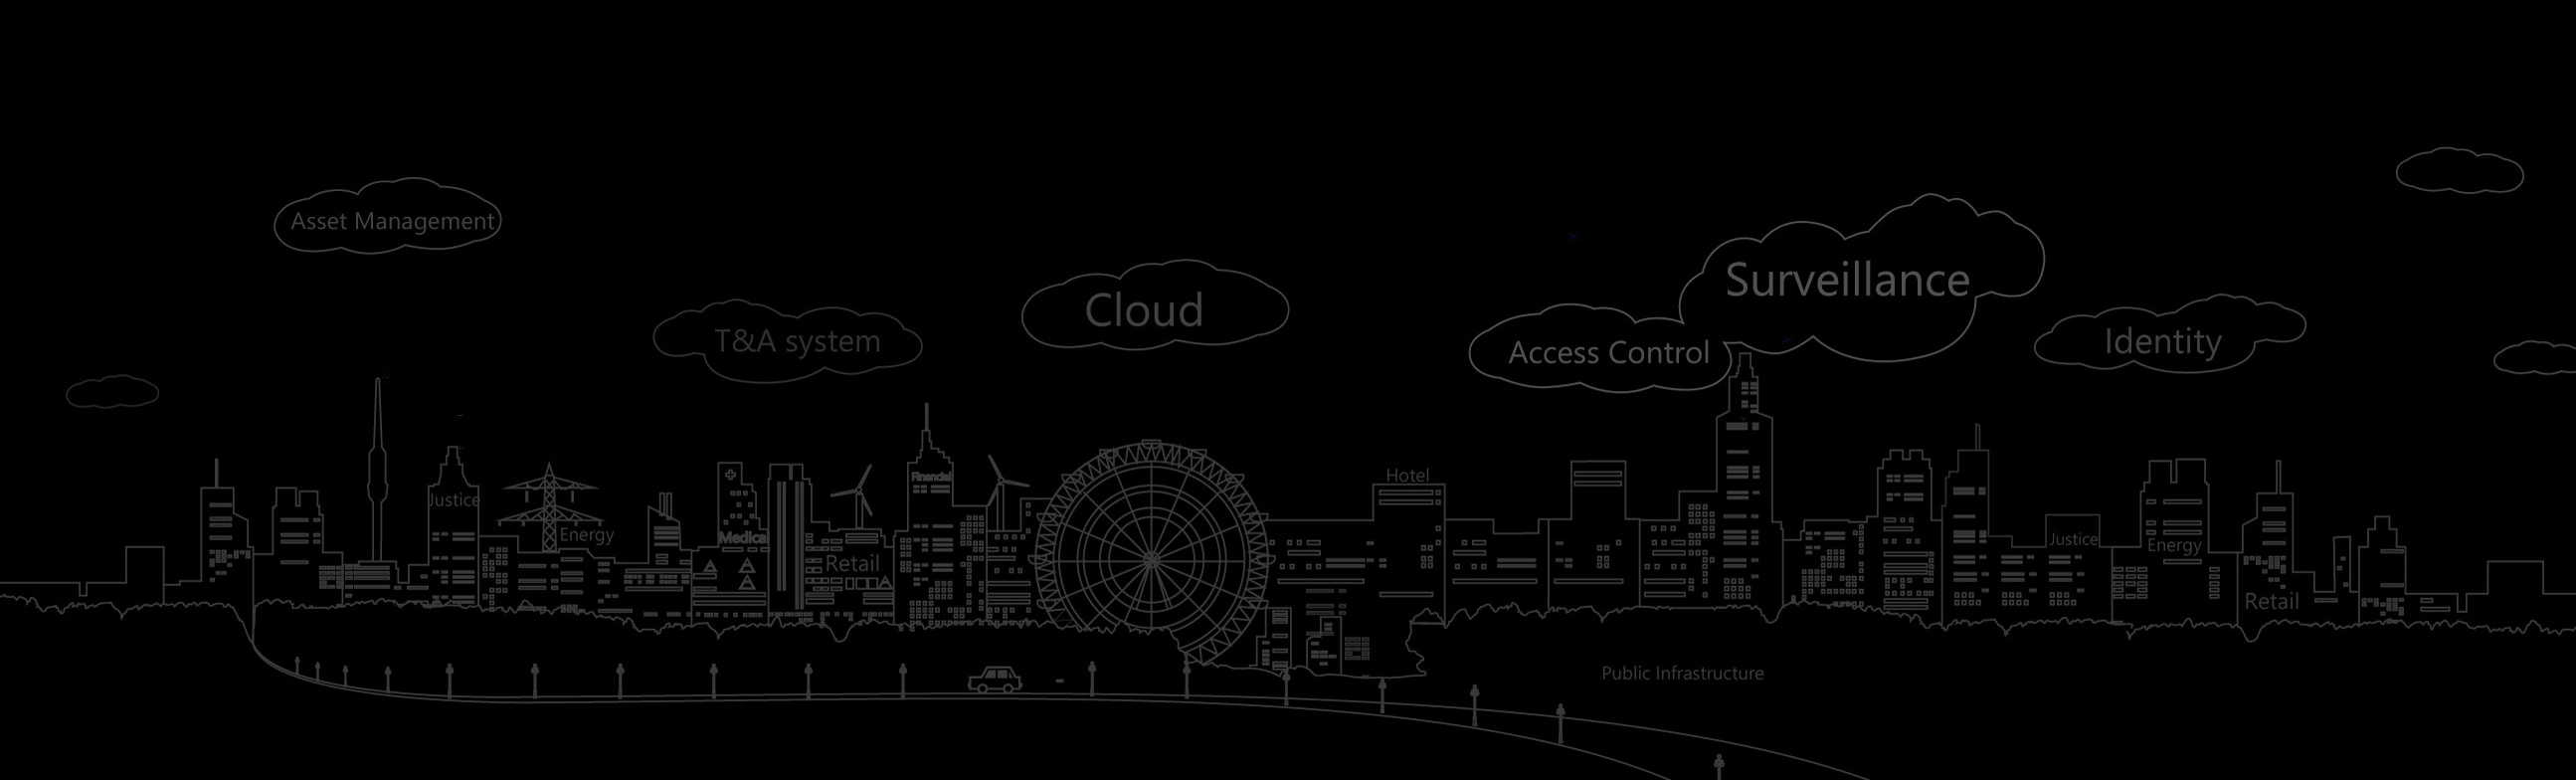 Asset Management
T&A system
Cloud
Access Control
Surveillance
Identity
Justice
Energy
Medical
Retail
Financial
Hotel
Justice
Energy
Retail
Public Infrastructure